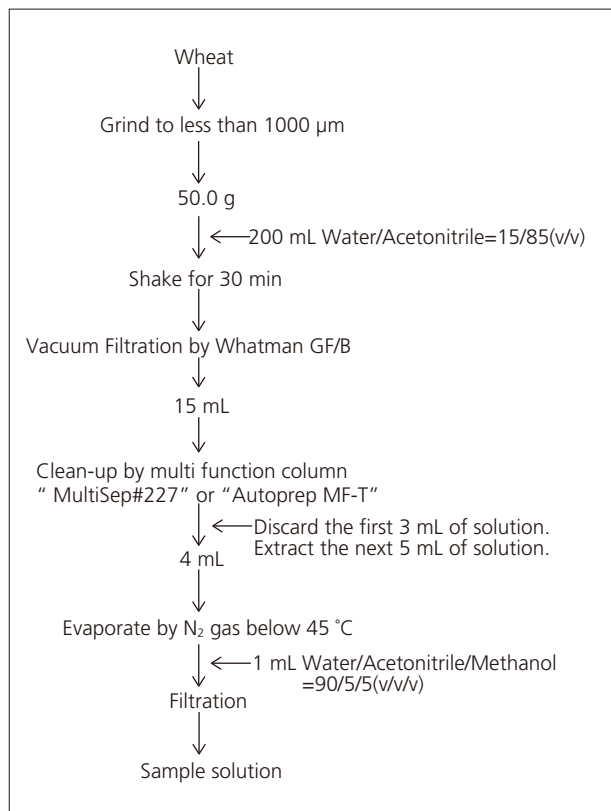 Wheat
Grind to less than 1000 μm
50.0 g
200 mL Water/Acetonitrile=15/85(v/v)
Shake for 30 min
Vacuum Filtration by Whatman GF/B
15 mL
Clean-up by multi function column
“ MultiSep#227” or “Autoprep MF-T”
Discard the first 3 mL of solution.
Extract the next 5 mL of solution.
4 mL
Evaporate by N₂ gas below 45 ˚C
1 mL Water/Acetonitrile/Methanol
=90/5/5(v/v/v)
Filtration
Sample solution